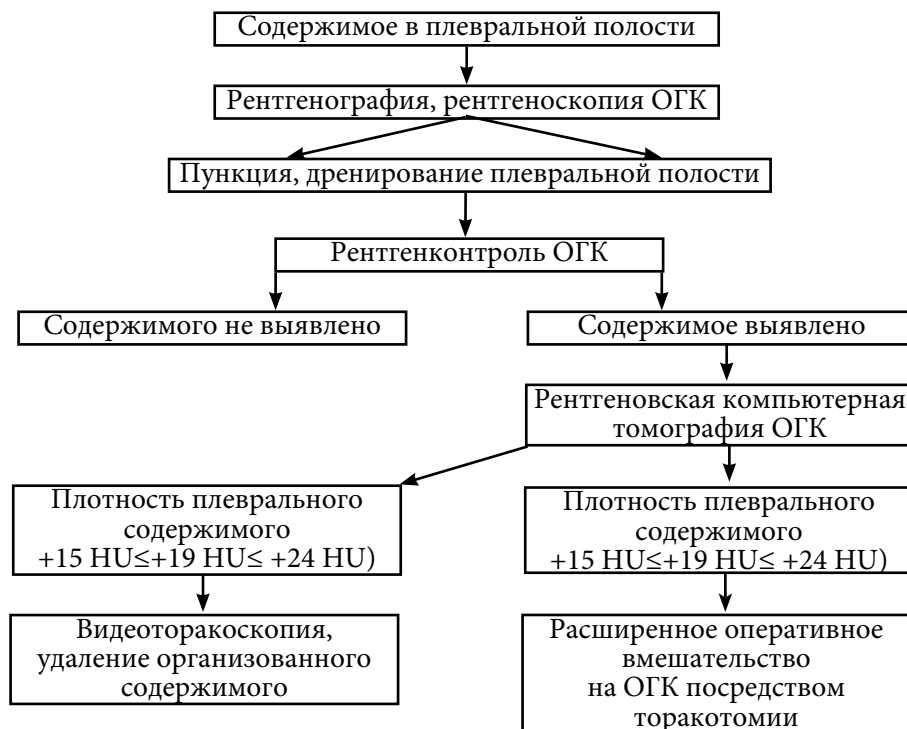 Содержимое в плевральной полости
Рентгенография, рентгеноскопия ОГК
Пункция, дренирование плевральной полости
Рентгенконтроль ОГК
Содержимого не выявлено
Содержимое выявлено
Рентгеновская компьютерная
томография ОГК
Плотность плеврального
содержимого
+15 HU≤+19 HU≤ +24 HU)
Плотность плеврального
содержимого
+15 HU≤+19 HU≤ +24 HU)
Видеоторакоскопия,
удаление организованного
содержимого
Расширенное оперативное
вмешательство
на ОГК посредством
торакотомии